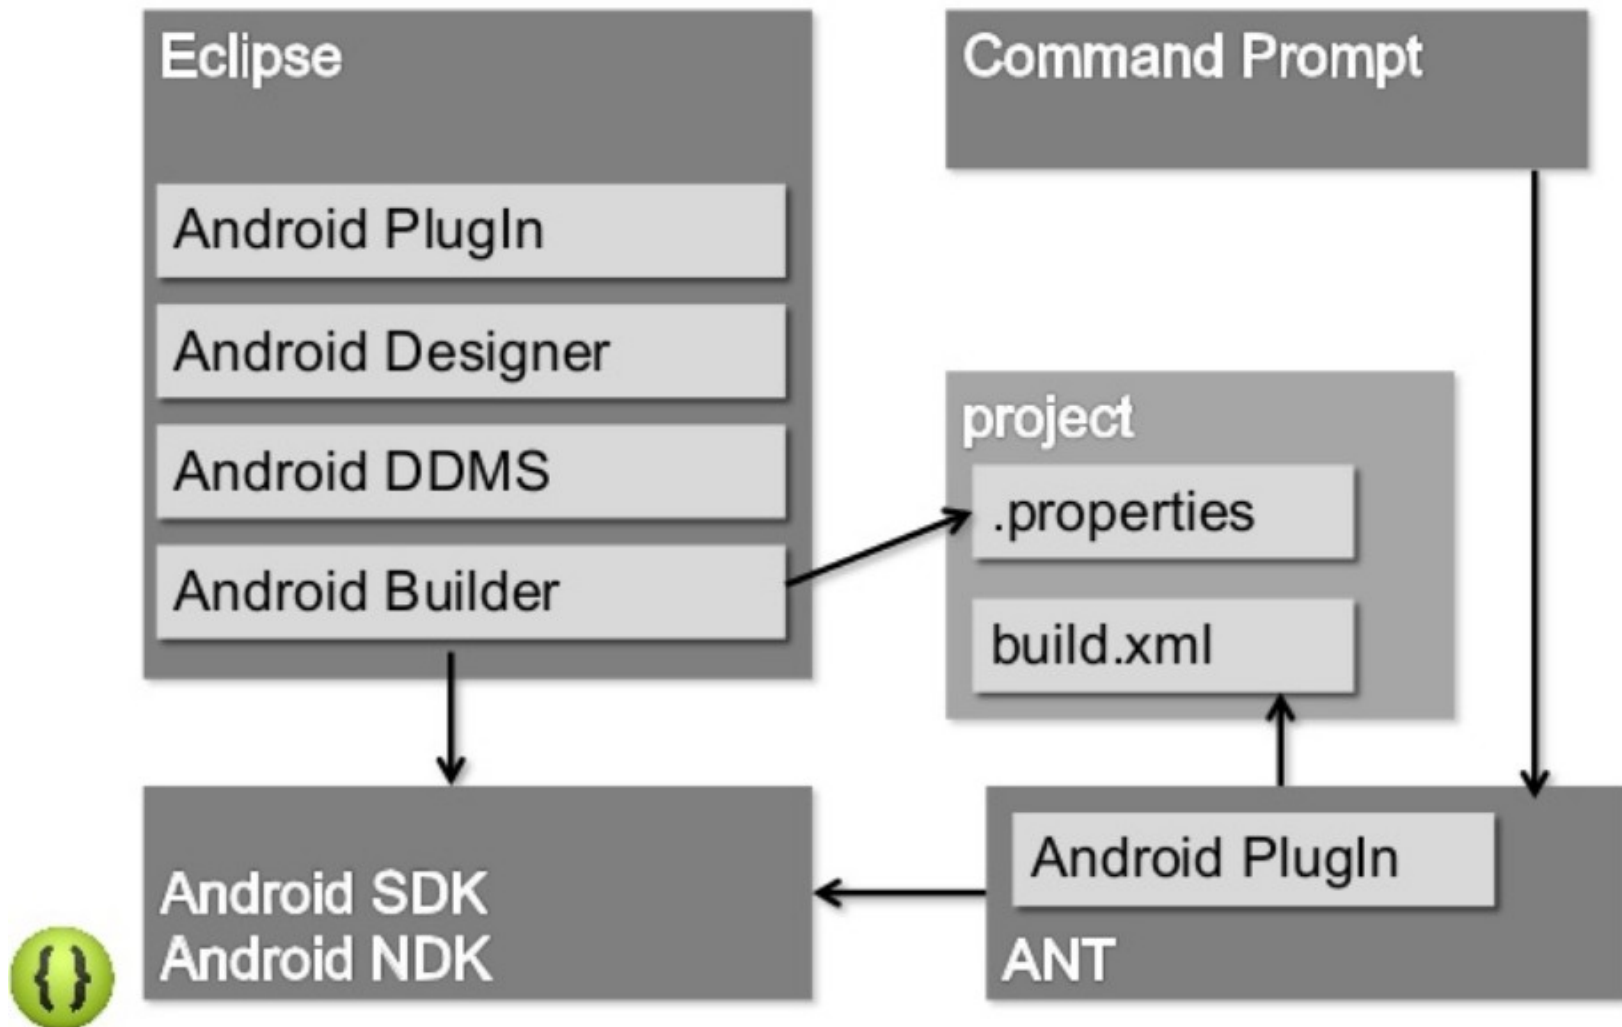 Eclipse
Android PlugIn
Android Designer
Android DDMS
Android Builder
Command Prompt
project
.properties
build.xml
Android SDK
Android NDK
Android PlugIn
ANT
{}